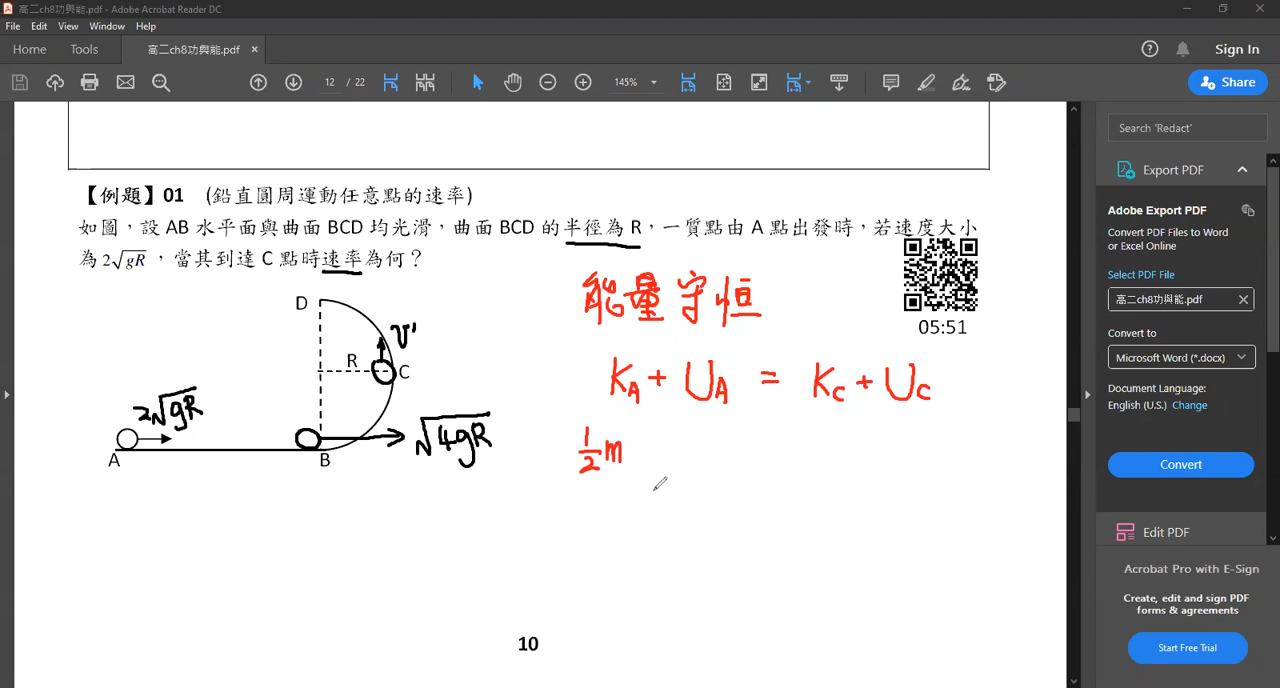 高二ch8功與能.pdf - Adobe Acrobat Reader DC
File Edit View Window Help
Home Tools 高二ch8功與能.pdf × Sign In
12 / 22 145% Share
Search 'Redact'
Export PDF
Adobe Export PDF
Convert PDF Files to Word
or Excel Online
Select PDF File
高二ch8功與能.pdf
Convert to
Microsoft Word (*.docx)
Document Language:
English (U.S.) Change
Convert
Edit PDF
Acrobat Pro with E-Sign
Create, edit and sign PDF
forms & agreements
Start Free Trial
【例題】01 (鉛直圓周運動任意點的速率)
如圖，設 AB 水平面與曲面 BCD 均光滑，曲面 BCD 的半徑為 R，一質點由 A 點出發時，若速度大小
為 2√gR ，當其到達 C 點時速率為何？
05:51
能量守恆
D
V'
R
C
K_A + U_A = K_C + U_C
2√gR
√4gR
A
B
1/2 m
10